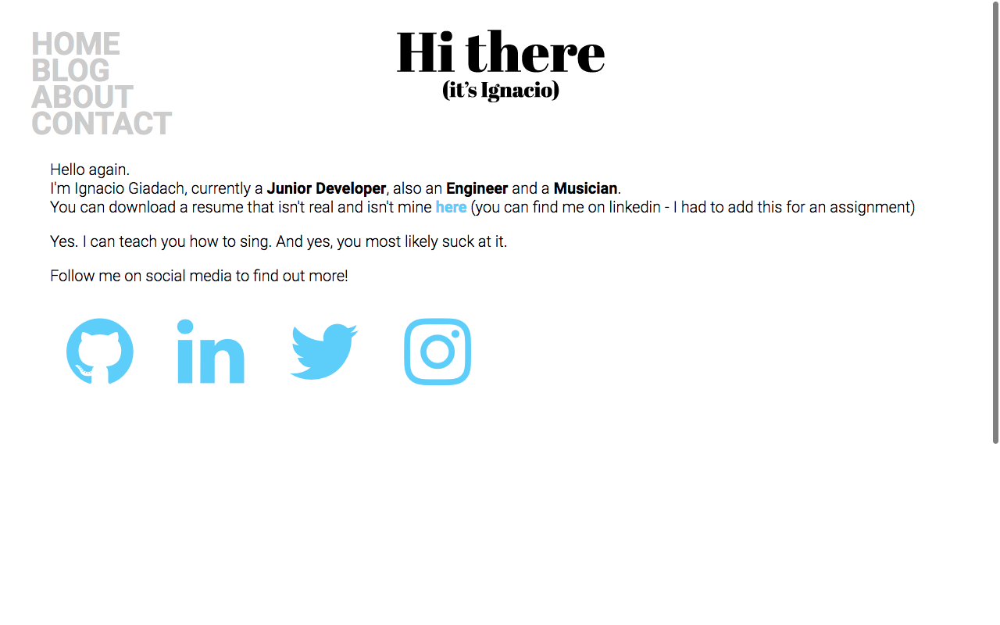 HOME
BLOG
ABOUT
CONTACT
Hi there
(it’s Ignacio)
Hello again.
I'm Ignacio Giadach, currently a Junior Developer, also an Engineer and a Musician.
You can download a resume that isn't real and isn't mine here (you can find me on linkedin - I had to add this for an assignment)
Yes. I can teach you how to sing. And yes, you most likely suck at it.
Follow me on social media to find out more!
in